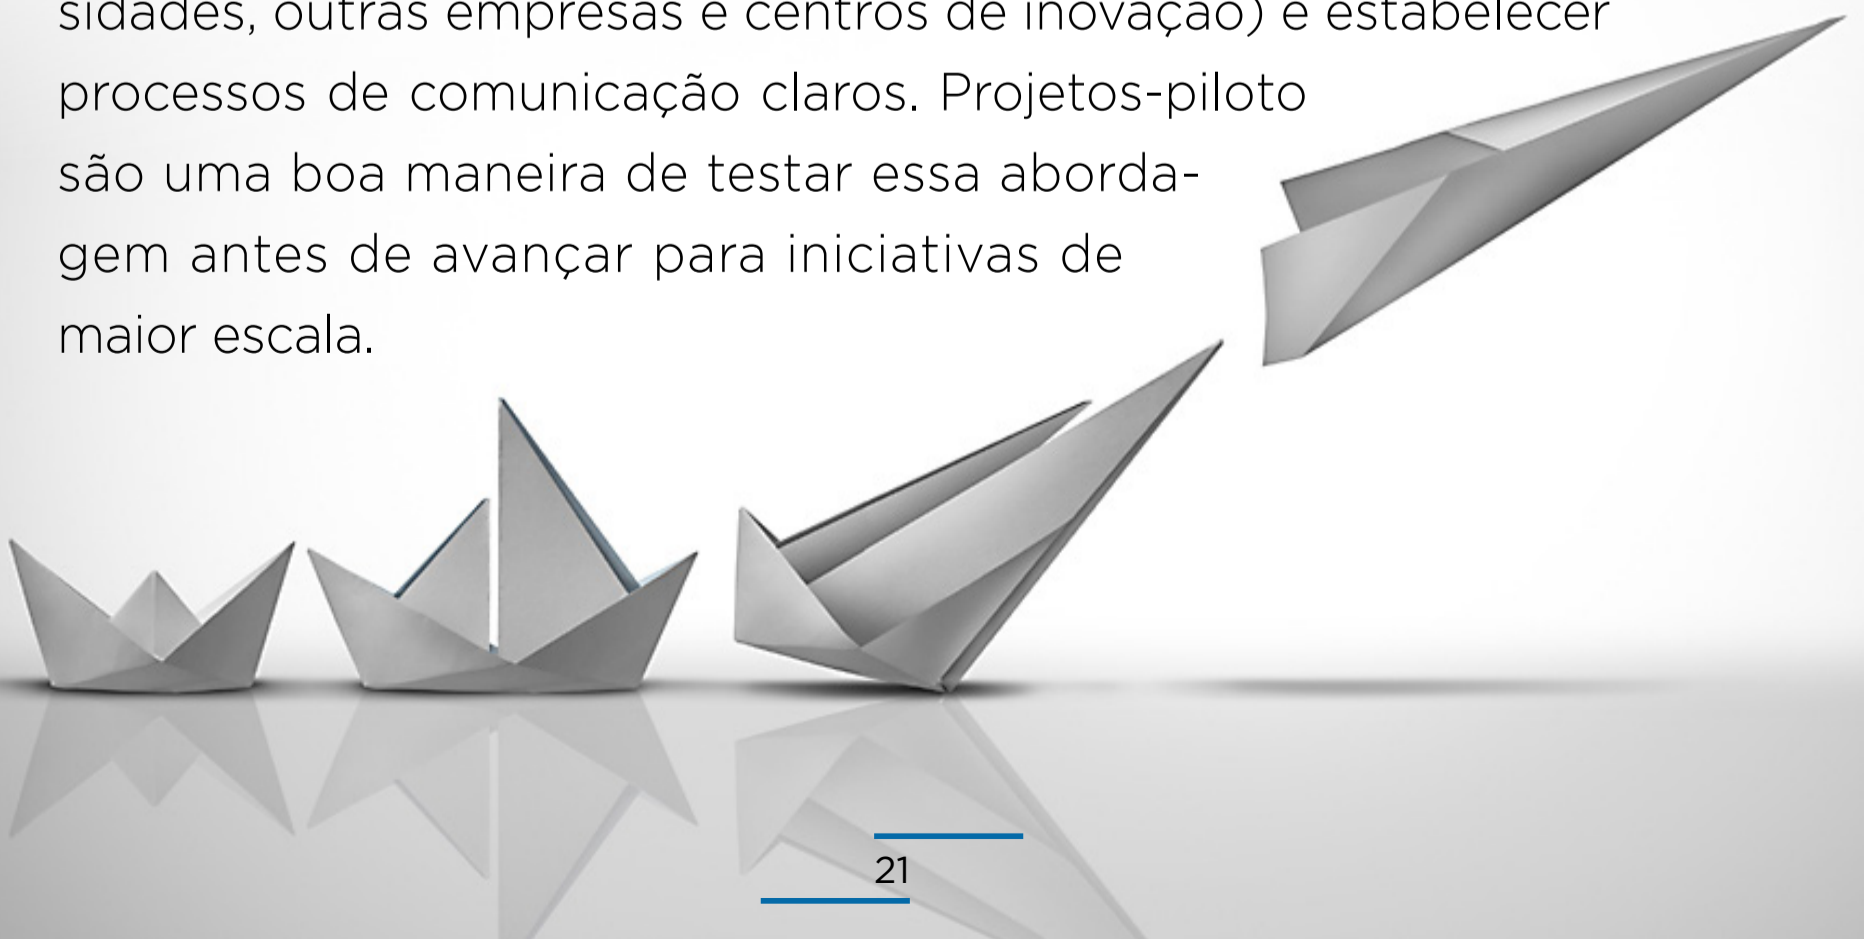 sidades, outras empresas e centros de inovação) e estabelecer
processos de comunicação claros. Projetos-piloto
são uma boa maneira de testar essa aborda-
gem antes de avançar para iniciativas de
maior escala.
21